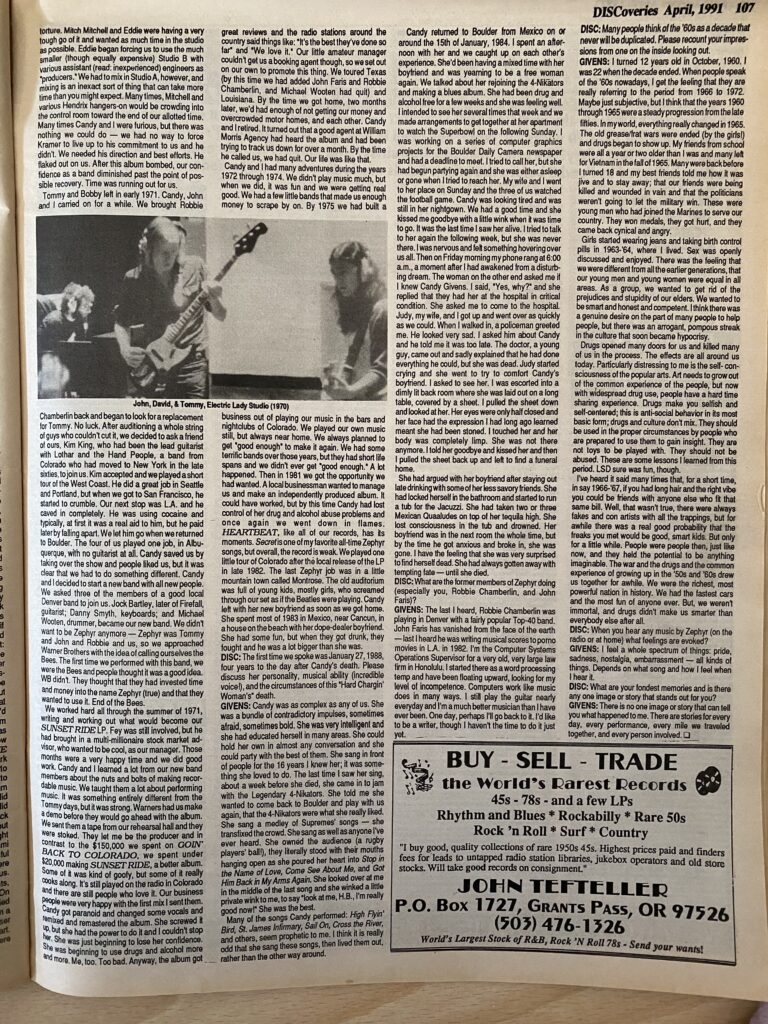 DISCoveries April, 1991 107
torture. Mitch Mitchell and Eddie were having a very
tough go of it and wanted as much time in the studio
as possible. Eddie began forcing us to use the much
smaller (though equally expensive) Studio B with
various assistant (read: inexperienced) engineers as
"producers." We had to mix in Studio A, however, and
mixing is an inexact sort of thing that can take more
time than you might expect. Many times, Mitchell and
various Hendrix hangers-on would be crowding into
the control room toward the end of our allotted time.
Many times Candy and I were furious, but there was
nothing we could do — we had no way to force
Kramer to live up to his commitment to us and he
didn't. We needed his direction and best efforts. He
flaked out on us. After this album bombed, our con-
fidence as a band diminished past the point of pos-
sible recovery. Time was running out for us.
Tommy and Bobby left in early 1971. Candy, John
and I carried on for a while. We brought Robbie
John, David, & Tommy, Electric Lady Studio (1970)
Chamberlin back and began to look for a replacement
for Tommy. No luck. After auditioning a whole string
of guys who couldn't cut it, we decided to ask a friend
of ours, Kim King, who had been the lead guitarist
with Lothar and the Hand People, a band from
Colorado who had moved to New York in the late
sixties, to join us. Kim accepted and we played a short
tour of the West Coast. He did a great job in Seattle
and Portland, but when we got to San Francisco, he
started to crumble. Our next stop was L.A. and he
caved in completely. He was using cocaine and
typically, at first it was a real aid to him, but he paid
later by falling apart. We let him go when we returned
to Boulder. The four of us played one job, in Albu-
querque, with no guitarist at all. Candy saved us by
taking over the show and people liked us, but it was
clear that we had to do something different. Candy
and I decided to start a new band with all new people.
We asked three of the members of a good local
Denver band to join us. Jock Bartley, later of Firefall,
guitarist; Danny Smyth, keyboards; and Michael
Wooten, drummer, became our new band. We didn't
want to be Zephyr anymore — Zephyr was Tommy
and John and Robbie and us, so we approached
Warner Brothers with the idea of calling ourselves the
Bees. The first time we performed with this band, we
were the Bees and people thought it was a good idea.
WB didn't. They thought that they had invested time
and money into the name Zephyr (true) and that they
wanted to use it. End of the Bees.
We worked hard all through the summer of 1971,
writing and working out what would become our
SUNSET RIDE LP. Fey was still involved, but he
had brought in a multi-millionaire stock market ad-
visor, who wanted to be cool, as our manager. Those
months were a very happy time and we did good
work. Candy and I learned a lot from our new band
members about the nuts and bolts of making recor-
dable music. We taught them a lot about performing
music. It was something entirely different from the
Tommy days, but it was strong. Warners had us make
a demo before they would go ahead with the album.
We sent them a tape from our rehearsal hall and they
were stoked. They let me be the producer and in
contrast to the $150,000 we spent on GOIN'
BACK TO COLORADO, we spent under
$20,000 making SUNSET RIDE, a better album.
Some of it was kind of goofy, but some of it really
cooks along. It's still played on the radio in Colorado
and there are still people who love it. Our business
people were very happy with the first mix I sent them.
Candy got paranoid and changed some vocals and
remixed and remastered the album. She screwed it
up, but she had the power to do it and I couldn't stop
her. She was just beginning to lose her confidence.
She was beginning to use drugs and alcohol more
and more. Me, too. Too bad. Anyway, the album got
great reviews and the radio stations around the
country said things like: "It's the best they've done so
far" and "We love it." Our little amateur manager
couldn't get us a booking agent though, so we set out
on our own to promote this thing. We toured Texas
(by this time we had added John Faris and Robbie
Chamberlin, and Michael Wooten had quit) and
Louisiana. By the time we got home, two months
later, we'd had enough of not getting our money and
overcrowded motor homes, and each other. Candy
and I retired. It turned out that a good agent at William
Morris Agency had heard the album and had been
trying to track us down for over a month. By the time
he called us, we had quit. Our life was like that.
Candy and I had many adventures during the years
1972 through 1974. We didn't play much music, but
when we did, it was fun and we were getting real
good. We had a few little bands that made us enough
money to scrape by on. By 1975 we had built a
business out of playing our music in the bars and
nightclubs of Colorado. We played our own music
still, but always near home. We always planned to
get "good enough" to make it again. We had some
terrific bands over those years, but they had short life
spans and we didn't ever get "good enough." A lot
happened. Then in 1981 we got the opportunity we
had wanted. A local businessman wanted to manage
us and make an independently produced album. It
could have worked, but by this time Candy had lost
control of her drug and alcohol abuse problems and
once again we went down in flames.
HEARTBEAT, like all of our records, has its
moments. Secrets is one of my favorite all-time Zephyr
songs, but overall, the record is weak. We played one
little tour of Colorado after the local release of the LP
in late 1982. The last Zephyr job was in a little
mountain town called Montrose. The old auditorium
was full of young kids, mostly girls, who screamed
through our set as if the Beatles were playing. Candy
left with her new boyfriend as soon as we got home.
She spent most of 1983 in Mexico, near Cancun, in
a house on the beach with her dope-dealer boyfriend.
She had some fun, but when they got drunk, they
fought and he was a lot bigger than she was.
DISC: The first time we spoke was January 27, 1988,
four years to the day after Candy's death. Please
discuss her personality, musical ability (incredible
voice!), and the circumstances of this "Hard Chargin'
Woman's" death.
GIVENS: Candy was as complex as any of us. She
was a bundle of contradictory impulses, sometimes
afraid, sometimes bold. She was very intelligent and
she had educated herself in many areas. She could
hold her own in almost any conversation and she
could party with the best of them. She sang in front
of people for the 16 years I knew her; it was some-
thing she loved to do. The last time I saw her sing,
about a week before she died, she came in to jam
with the Legendary 4-Nikators. She told me she
wanted to come back to Boulder and play with us
again, that the 4-Nikators were what she really liked.
She sang a medley of Supremes' songs — she
transfixed the crowd. She sang as well as anyone I've
ever heard. She owned the audience (a rugby
players' ball!), they literally stood with their mouths
hanging open as she poured her heart into Stop in
the Name of Love, Come See About Me, and Got
Him Back In My Arms Again. She looked over at me
in the middle of the last song and she winked a little
private wink to me, to say "look at me, H.B., I'm really
good now!" She was the best.
Many of the songs Candy performed: High Flyin'
Bird, St. James Infirmary, Sail On, Cross the River,
and others, seem prophetic to me. I think it is really
odd that she sang these songs, then lived them out,
rather than the other way around.
Candy returned to Boulder from Mexico on or
around the 15th of January, 1984. I spent an after-
noon with her and we caught up on each other's
experience. She'd been having a mixed time with her
boyfriend and was yearning to be a free woman
again. We talked about her rejoining the 4-Nikators
and making a blues album. She had been drug and
alcohol free for a few weeks and she was feeling well.
I intended to see her several times that week and we
made arrangements to get together at her apartment
to watch the Superbowl on the following Sunday. I
was working on a series of computer graphics
projects for the Boulder Daily Camera newspaper
and had a deadline to meet. I tried to call her, but she
had begun partying again and she was either asleep
or gone when I tried to reach her. My wife and I went
to her place on Sunday and the three of us watched
the football game. Candy was looking tired and was
still in her nightgown. We had a good time and she
kissed me goodbye with a little wink when it was time
to go. It was the last time I saw her alive. I tried to talk
to her again the following week, but she was never
there. I was nervous and felt something hovering over
us all. Then on Friday morning my phone rang at 6:00
a.m., a moment after I had awakened from a disturb-
ing dream. The woman on the other end asked me if
I knew Candy Givens. I said, "Yes, why?" and she
replied that they had her at the hospital in critical
condition. She asked me to come to the hospital.
Judy, my wife, and I got up and went over as quickly
as we could. When I walked in, a policeman greeted
me. He looked very sad. I asked him about Candy
and he told me it was too late. The doctor, a young
guy, came out and sadly explained that he had done
everything he could, but she was dead. Judy started
crying and she went to try to comfort Candy's
boyfriend. I asked to see her. I was escorted into a
dimly lit back room where she was laid out on a long
table, covered by a sheet. I pulled the sheet down
and looked at her. Her eyes were only half closed and
her face had the expression I had long ago learned
meant she had been stoned. I touched her and her
body was completely limp. She was not there
anymore. I told her goodbye and kissed her and then
I pulled the sheet back up and left to find a funeral
home.
She had argued with her boyfriend after staying out
late drinking with some of her less savory friends. She
had locked herself in the bathroom and started to run
a tub for the Jacuzzi. She had taken two or three
Mexican Quaaludes on top of her tequila high. She
lost consciousness in the tub and drowned. Her
boyfriend was in the next room the whole time, but
by the time he got anxious and broke in, she was
gone. I have the feeling that she was very surprised
to find herself dead. She had always gotten away with
tempting fate — until she died.
DISC: What are the former members of Zephyr doing
(especially you, Robbie Chamberlin, and John
Faris)?
GIVENS: The last I heard, Robbie Chamberlin was
playing in Denver with a fairly popular Top-40 band.
John Faris has vanished from the face of the earth
— last I heard he was writing musical scores to porno
movies in L.A. in 1982. I'm the Computer Systems
Operations Supervisor for a very old, very large law
firm in Honolulu. I started there as a word processing
temp and have been floating upward, looking for my
level of incompetence. Computers work like music
does in many ways. I still play the guitar nearly
everyday and I'm a much better musician than I have
ever been. One day, perhaps I'll go back to it. I'd like
to be a writer, though I haven't the time to do it just
yet.
DISC: Many people think of the '60s as a decade that
never will be duplicated. Please recount your impres-
sions from one on the inside looking out.
GIVENS: I turned 12 years old in October, 1960. I
was 22 when the decade ended. When people speak
of the '60s nowadays, I get the feeling that they are
really referring to the period from 1966 to 1972.
Maybe just subjective, but I think that the years 1960
through 1965 were a steady progression from the late
fifties. In my world, everything really changed in 1965.
The old grease/frat wars were ended (by the girls!)
and drugs began to show up. My friends from school
were all a year or two older than I was and many left
for Vietnam in the fall of 1965. Many were back before
I turned 18 and my best friends told me how it was
jive and to stay away; that our friends were being
killed and wounded in vain and that the politicians
weren't going to let the military win. These were
young men who had joined the Marines to serve our
country. They won medals, they got hurt, and they
came back cynical and angry.
Girls started wearing jeans and taking birth control
pills in 1963-'64, where I lived. Sex was openly
discussed and enjoyed. There was the feeling that
we were different from all the earlier generations, that
our young men and young women were equal in all
areas. As a group, we wanted to get rid of the
prejudices and stupidity of our elders. We wanted to
be smart and honest and competent. I think there was
a genuine desire on the part of many people to help
people, but there was an arrogant, pompous streak
in the culture that soon became hypocrisy.
Drugs opened many doors for us and killed many
of us in the process. The effects are all around us
today. Particularly distressing to me is the self- con-
sciousness of the popular arts. Art needs to grow out
of the common experience of the people, but now
with widespread drug use, people have a hard time
sharing experience. Drugs make you selfish and
self-centered; this is anti-social behavior in its most
basic form; drugs and culture don't mix. They should
be used in the proper circumstances by people who
are prepared to use them to gain insight. They are
not toys to be played with. They should not be
abused. These are some lessons I learned from this
period. LSD sure was fun, though.
I've heard it said many times that, for a short time,
in say 1966-'67, if you had long hair and the right vibe
you could be friends with anyone else who fit that
same bill. Well, that wasn't true, there were always
fakes and con artists with all the trappings, but for
awhile there was a real good probability that the
freaks you met would be good, smart kids. But only
for a little while. People were people then, just like
now, and they held the potential to be anything
imaginable. The war and the drugs and the common
experience of growing up in the '50s and '60s drew
us together for awhile. We were the richest, most
powerful nation in history. We had the fastest cars
and the most fun of anyone ever. But, we weren't
immortal, and drugs didn't make us smarter than
everybody else after all.
DISC: When you hear any music by Zephyr (on the
radio or at home) what feelings are evoked?
GIVENS: I feel a whole spectrum of things: pride,
sadness, nostalgia, embarrassment — all kinds of
things. Depends on what song and how I feel when
I hear it.
DISC: What are your fondest memories and is there
any one image or story that stands out for you?
GIVENS: There is no one image or story that can tell
you what happened to me. There are stories for every
day, every performance, every mile we traveled
together, and every person involved. ❏
BUY - SELL - TRADE
the World's Rarest Records
45s - 78s - and a few LPs
Rhythm and Blues * Rockabilly * Rare 50s
Rock 'n Roll * Surf * Country
"I buy good, quality collections of rare 1950s 45s. Highest prices paid and finders
fees for leads to untapped radio station libraries, jukebox operators and old store
stocks. Will take good records on consignment."
JOHN TEFTELLER
P.O. Box 1727, Grants Pass, OR 97526
(503) 476-1326
World's Largest Stock of R&B, Rock 'N Roll 78s - Send your wants!